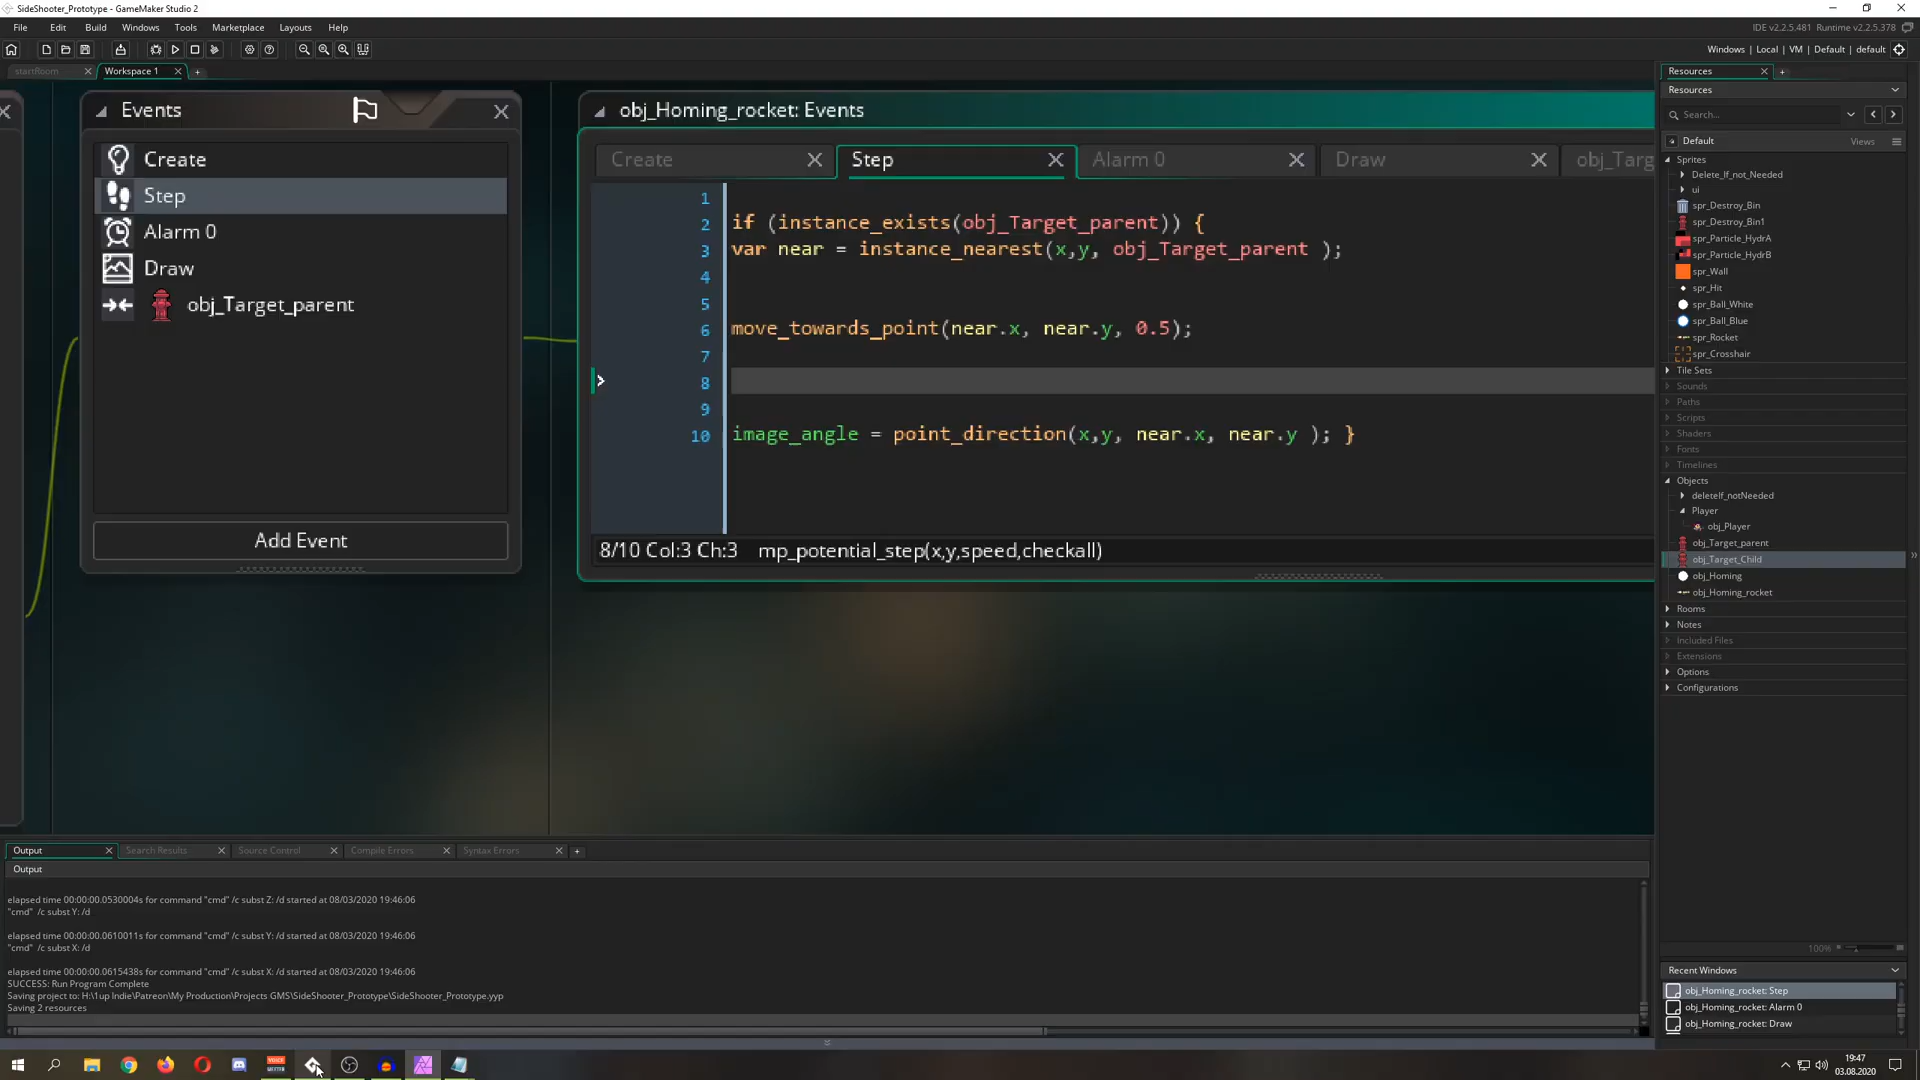 SideShooter_Prototype - GameMaker Studio 2
File Edit Build Windows Tools Marketplace Layouts Help
IDE v2.2.5.481 Runtime v2.2.5.378
Windows | Local | VM | Default | default
startRoom
Workspace 1
Events
Create
Step
Alarm 0
Draw
obj_Target_parent
Add Event
obj_Homing_rocket: Events
Create
Step
Alarm 0
Draw
obj_Targ
1
2 if (instance_exists(obj_Target_parent)) {
3 var near = instance_nearest(x,y, obj_Target_parent );
4
5
6 move_towards_point(near.x, near.y, 0.5);
7
8
9
10 image_angle = point_direction(x,y, near.x, near.y ); }
8/10 Col:3 Ch:3 mp_potential_step(x,y,speed,checkall)
Resources
Resources
Search...
Default
Views
Sprites
Delete_If_not_Needed
ui
spr_Destroy_Bin
spr_Destroy_Bin1
spr_Particle_HydrA
spr_Particle_HydrB
spr_Wall
spr_Hit
spr_Ball_White
spr_Ball_Blue
spr_Rocket
spr_Crosshair
Tile Sets
Sounds
Paths
Scripts
Shaders
Fonts
Timelines
Objects
deleteIf_notNeeded
Player
obj_Player
obj_Target_parent
obj_Target_Child
obj_Homing
obj_Homing_rocket
Rooms
Notes
Included Files
Extensions
Options
Configurations
100%
Recent Windows
obj_Homing_rocket: Step
obj_Homing_rocket: Alarm 0
obj_Homing_rocket: Draw
Output
Search Results
Source Control
Compile Errors
Syntax Errors
Output
elapsed time 00:00:00.0530004s for command "cmd" /c subst Z: /d started at 08/03/2020 19:46:06
"cmd" /c subst Y: /d
elapsed time 00:00:00.0610011s for command "cmd" /c subst Y: /d started at 08/03/2020 19:46:06
"cmd" /c subst X: /d
elapsed time 00:00:00.0615438s for command "cmd" /c subst X: /d started at 08/03/2020 19:46:06
SUCCESS: Run Program Complete
Saving project to: H:\1up Indie\Patreon\My Production\Projects GMS\SideShooter_Prototype\SideShooter_Prototype.yyp
Saving 2 resources
19:47
03.08.2020